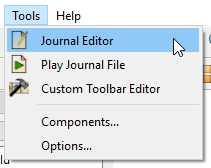 Tools Help
Journal Editor
Play Journal File
Custom Toolbar Editor
Components...
Options...